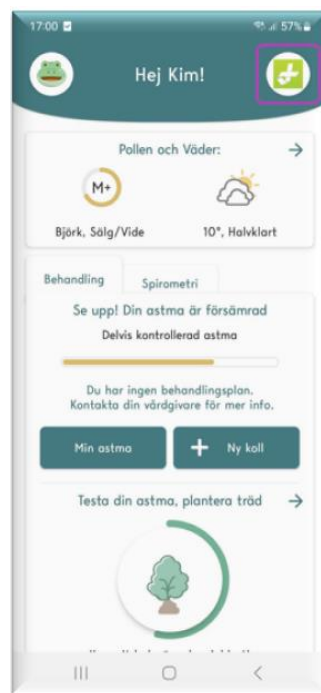 17:00
57%
Hej Kim!
Pollen och Väder:
M+
Björk, Sälg/Vide
10°, Halvklart
Behandling
Spirometri
Se upp! Din astma är försämrad
Delvis kontrollerad astma
Du har ingen behandlingsplan.
Kontakta din vårdgivare för mer info.
Min astma
+ Ny koll
Testa din astma, plantera träd